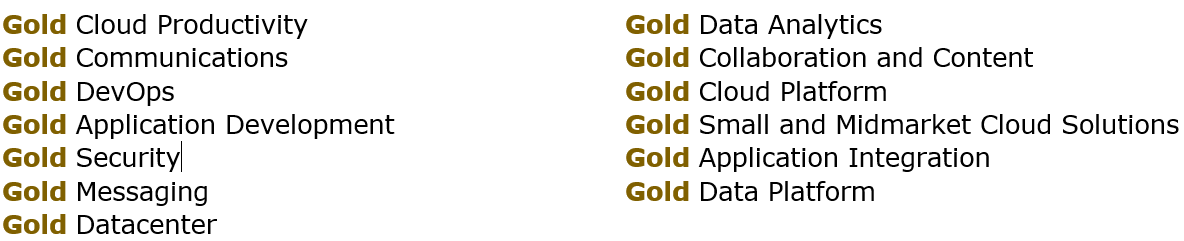 Gold Cloud Productivity
Gold Communications
Gold DevOps
Gold Application Development
Gold Security
Gold Messaging
Gold Datacenter
Gold Data Analytics
Gold Collaboration and Content
Gold Cloud Platform
Gold Small and Midmarket Cloud Solutions
Gold Application Integration
Gold Data Platform